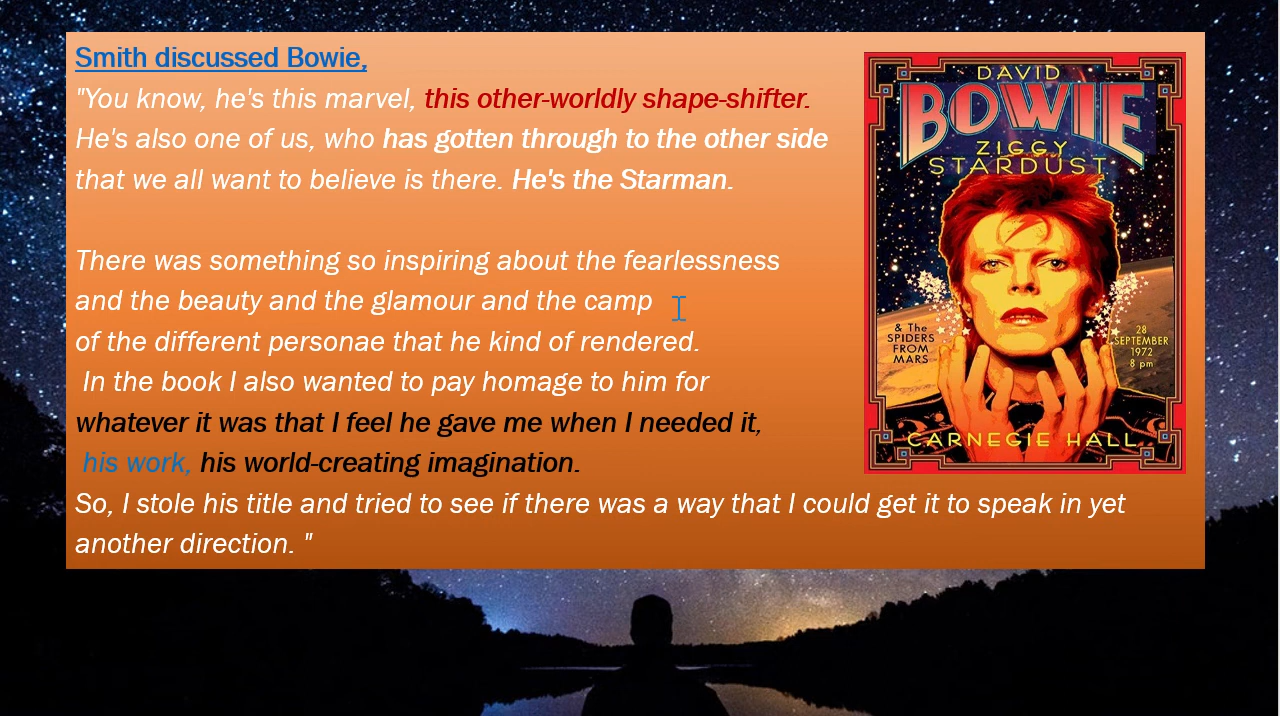 Smith discussed Bowie,
"You know, he's this marvel, this other-worldly shape-shifter.
He's also one of us, who has gotten through to the other side
that we all want to believe is there. He's the Starman.
There was something so inspiring about the fearlessness
and the beauty and the glamour and the camp
of the different personae that he kind of rendered.
In the book I also wanted to pay homage to him for
whatever it was that I feel he gave me when I needed it,
his work, his world-creating imagination.
So, I stole his title and tried to see if there was a way that I could get it to speak in yet
another direction. "
DAVID
BOWIE
ZIGGY
STARDUST
& The
SPIDERS
FROM
MARS
28
SEPTEMBER
1972
8 pm
CARNEGIE HALL